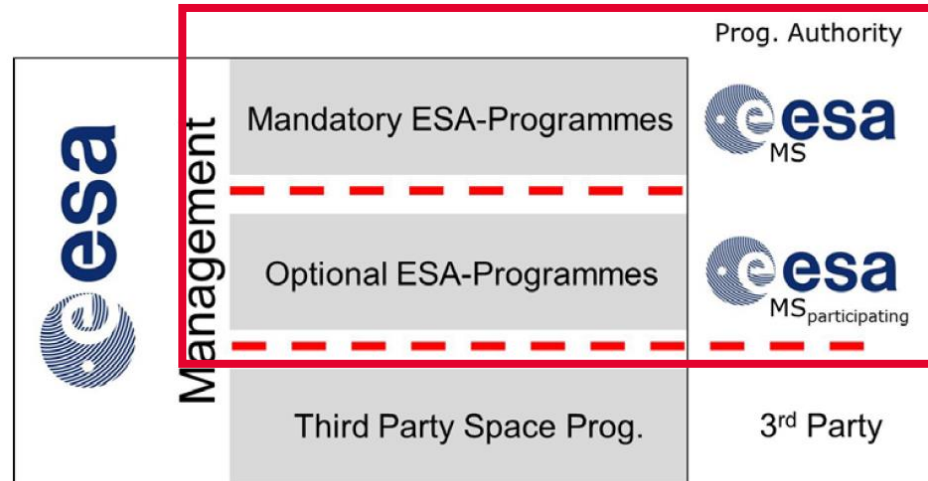 Prog. Authority
esa
Management
Mandatory ESA-Programmes
esa
MS
Optional ESA-Programmes
esa
MSparticipating
Third Party Space Prog.
3rd Party